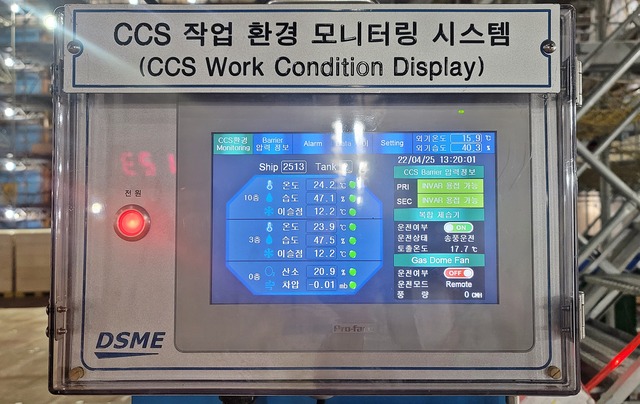 CCS 작업 환경 모니터링 시스템
(CCS Work Condition Display)
CCS환경 Monitoring
Barrier 압력 정보
Alarm
Setting
외기온도 15.9 ℃
외기습도 40.3 %
Ship 2513 Tank
22/04/25 13:20:01
10층
온도 24.2 ℃
습도 47.1 %
이슬점 12.2 ℃
3층
온도 23.9 ℃
습도 47.5 %
이슬점 12.2 ℃
0층
산소 20.9 %
차압 -0.01 mb
CCS Barrier 압력정보
PRI INVAR 용접 가능
SEC INVAR 용접 가능
복합 제습기
운전여부 ON
운전상태 송풍운전
토출온도 17.7 ℃
Gas Dome Fan
운전여부 OFF
운전모드 Remote
풍 량 0 CMH
전원
DSME
Pro-face